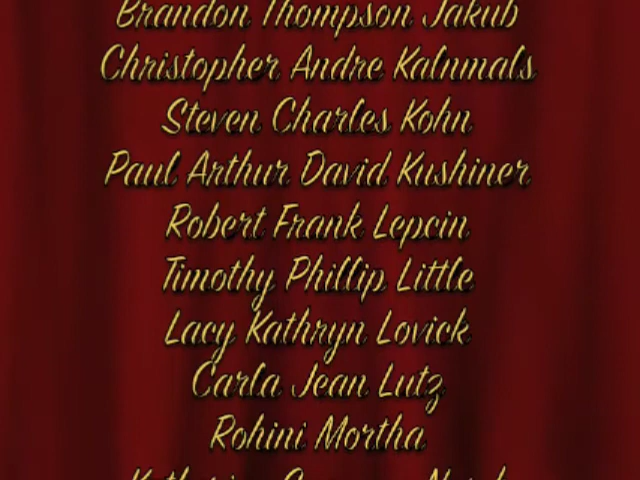 Brandon Thompson Jakub
Christopher Andre Kalnmals
Steven Charles Kohn
Paul Arthur David Kushiner
Robert Frank Lepcin
Timothy Phillip Little
Lacy Kathryn Lovick
Carla Jean Lutz
Rohini Mortha